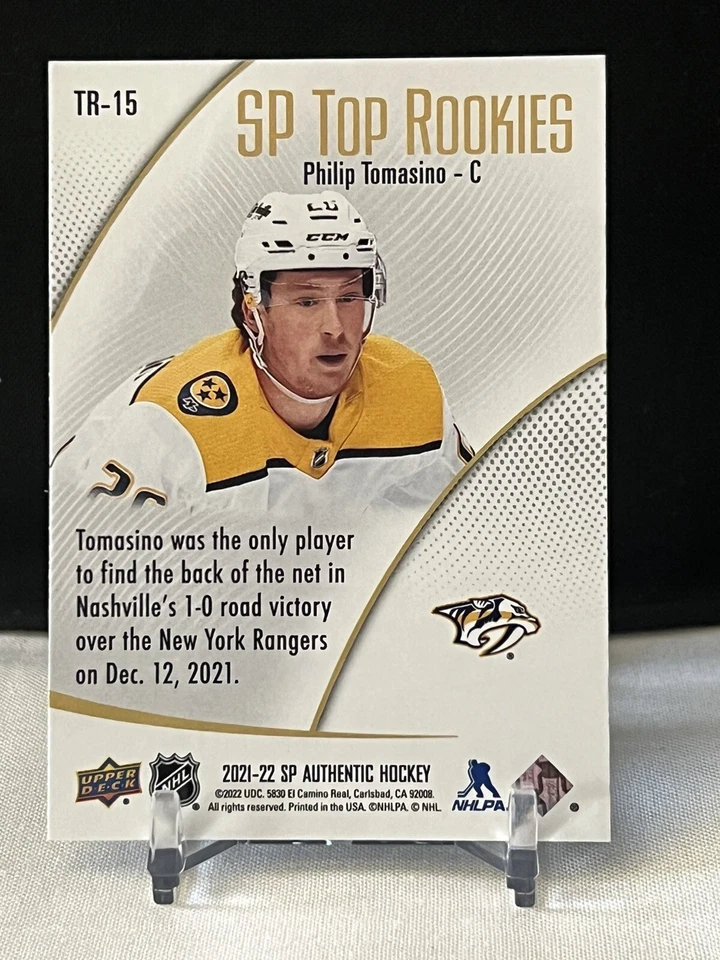 TR-15
SP TOP ROOKIES
Philip Tomasino - C
26
CCM
26
Tomasino was the only player
to find the back of the net in
Nashville's 1-0 road victory
over the New York Rangers
on Dec. 12, 2021.
UPPER
D·E·C·K
NHL
2021-22 SP AUTHENTIC HOCKEY
©2022 UDC. 5830 El Camino Real, Carlsbad, CA 92008.
All rights reserved. Printed in the USA. ©NHLPA. © NHL
NHLPA